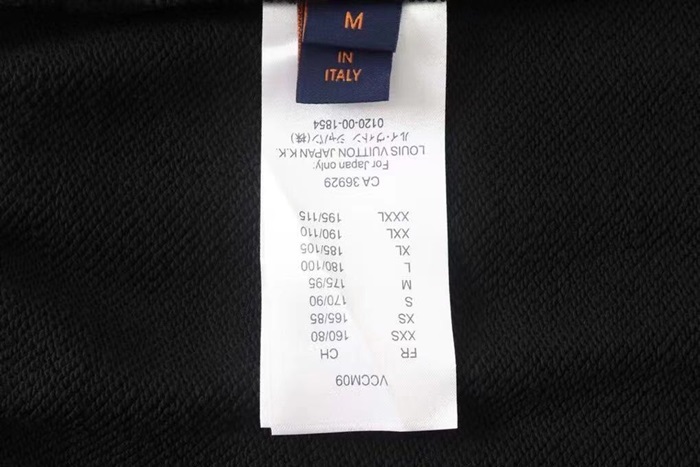 M
IN
ITALY
VCCM09
FR CH
XXS 160/80
XS 165/85
S 170/90
M 175/95
L 180/100
XL 185/105
XXL 190/110
XXXL 195/115
CA 36929
For Japan only:
LOUIS VUITTON JAPAN K.K.
ルイ・ヴィトン ジャパン(株)
0120-00-1854